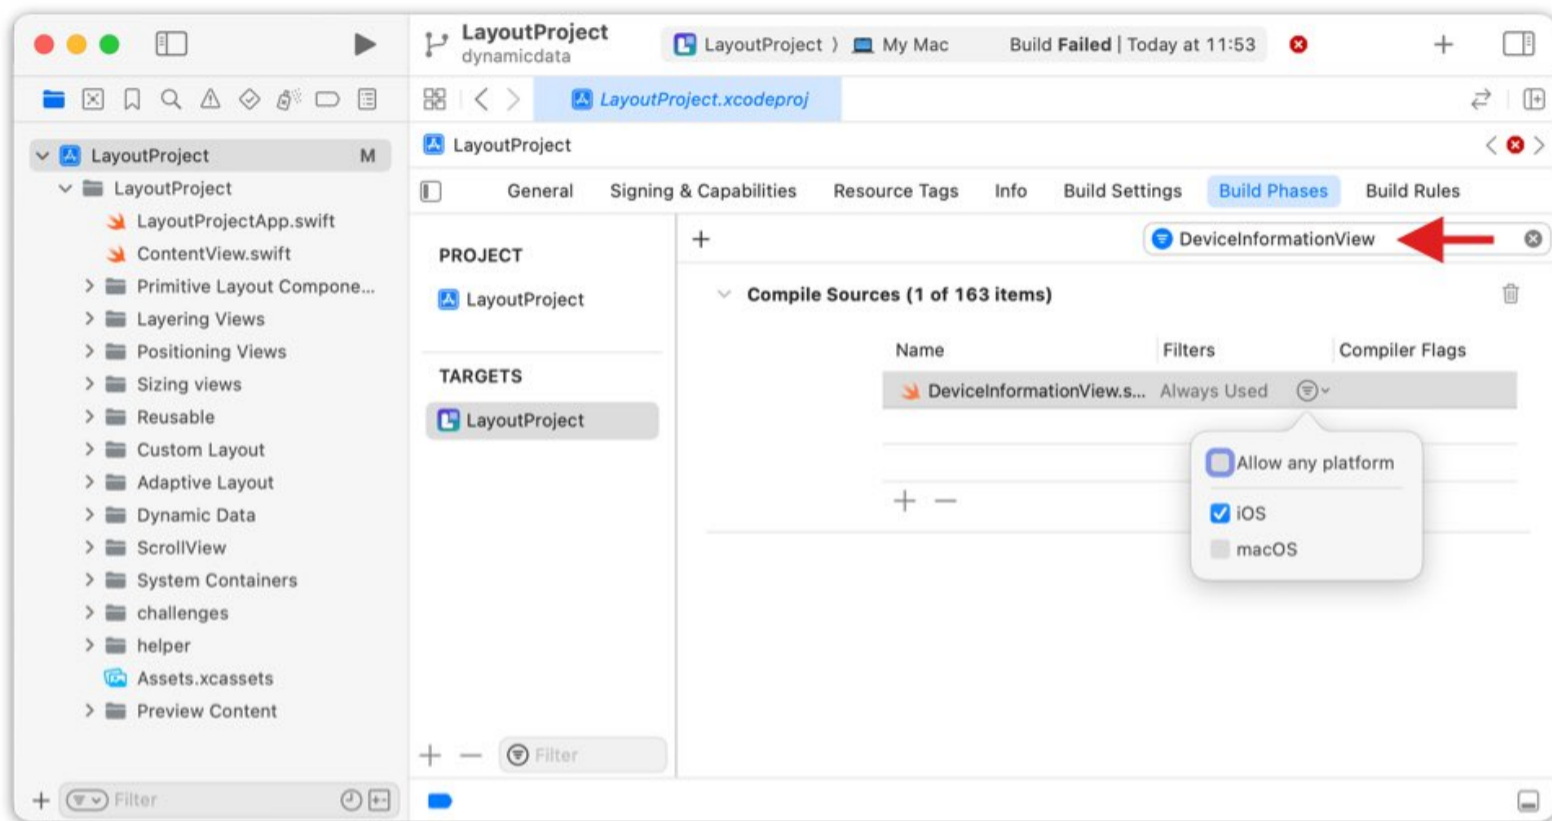 LayoutProject
dynamicdata
LayoutProject
My Mac
Build Failed | Today at 11:53
LayoutProject.xcodeproj
LayoutProject M
LayoutProject
LayoutProjectApp.swift
ContentView.swift
Primitive Layout Compone...
Layering Views
Positioning Views
Sizing views
Reusable
Custom Layout
Adaptive Layout
Dynamic Data
ScrollView
System Containers
challenges
helper
Assets.xcassets
Preview Content
Filter
LayoutProject
General Signing & Capabilities Resource Tags Info Build Settings Build Phases Build Rules
PROJECT
LayoutProject
TARGETS
LayoutProject
Filter
DeviceInformationView
Compile Sources (1 of 163 items)
Name Filters Compiler Flags
DeviceInformationView.s... Always Used
Allow any platform
iOS
macOS